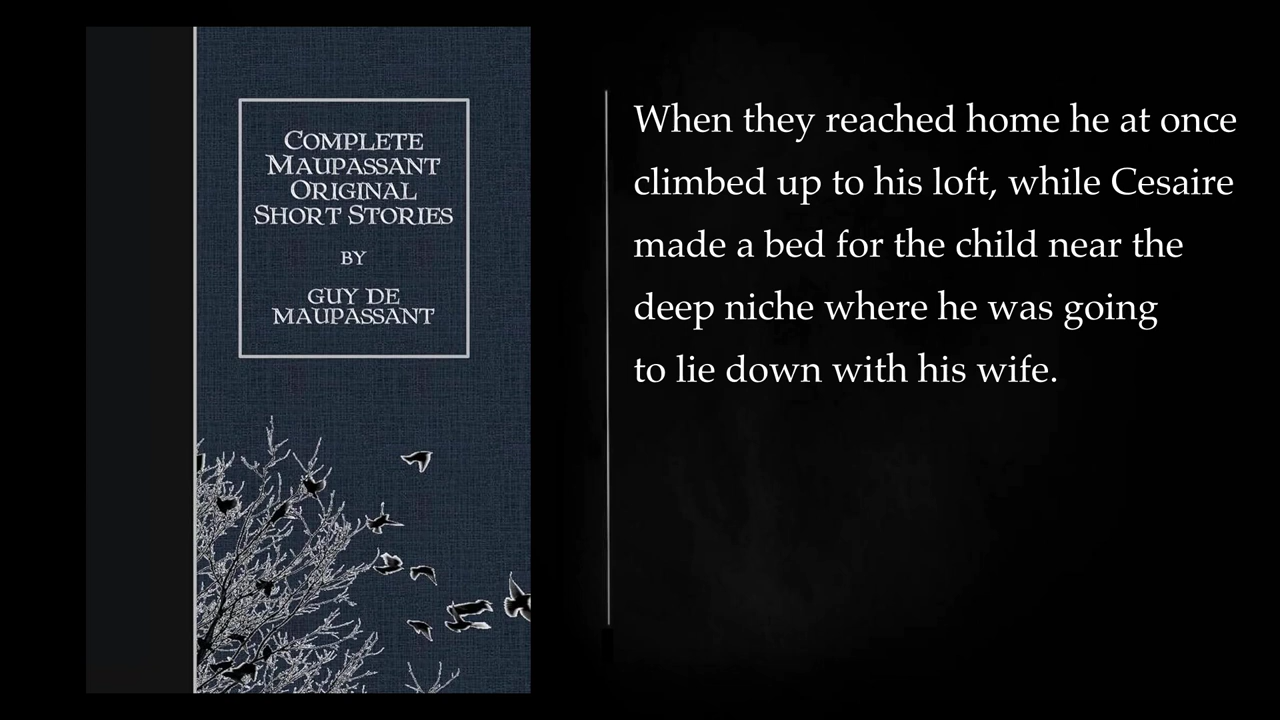 COMPLETE
MAUPASSANT
ORIGINAL
SHORT STORIES
BY
GUY DE
MAUPASSANT
When they reached home he at once
climbed up to his loft, while Cesaire
made a bed for the child near the
deep niche where he was going
to lie down with his wife.